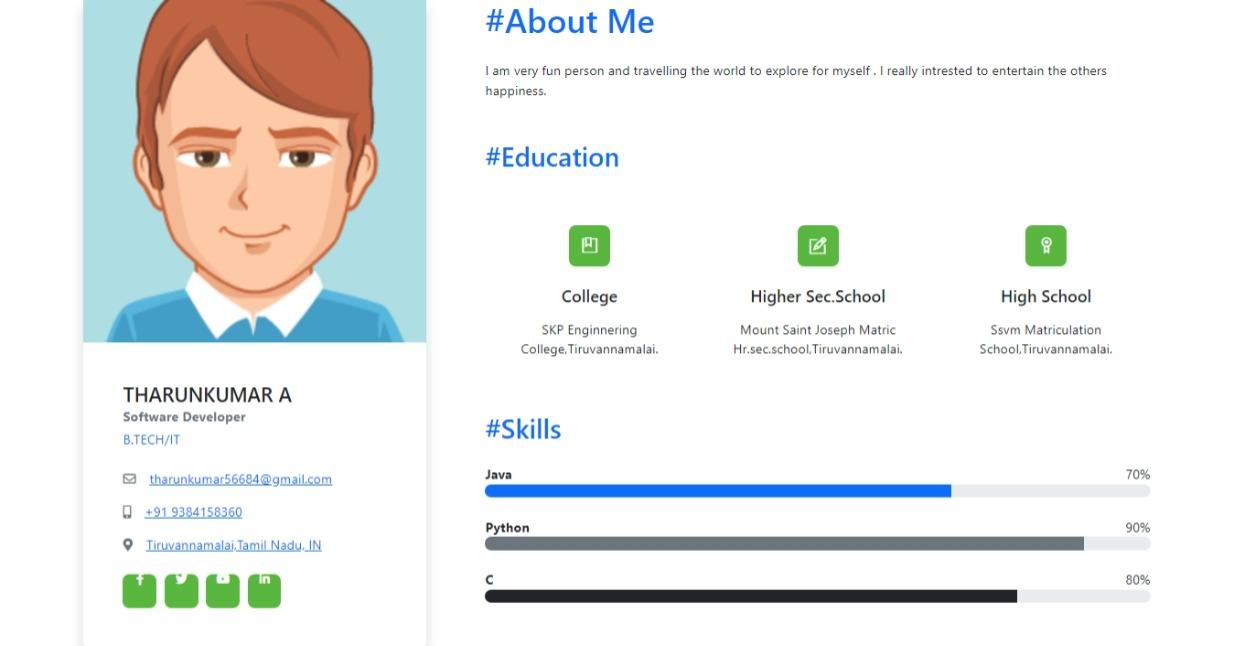 #About Me
I am very fun person and travelling the world to explore for myself . I really intrested to entertain the others
happiness.
#Education
College
SKP Enginnering
College,Tiruvannamalai.
Higher Sec.School
Mount Saint Joseph Matric
Hr.sec.school,Tiruvannamalai.
High School
Ssvm Matriculation
School,Tiruvannamalai.
THARUNKUMAR A
Software Developer
B.TECH/IT
tharunkumar56684@gmail.com
+91 9384158360
Tiruvannamalai,Tamil Nadu, IN
#Skills
Java 70%
Python 90%
C 80%